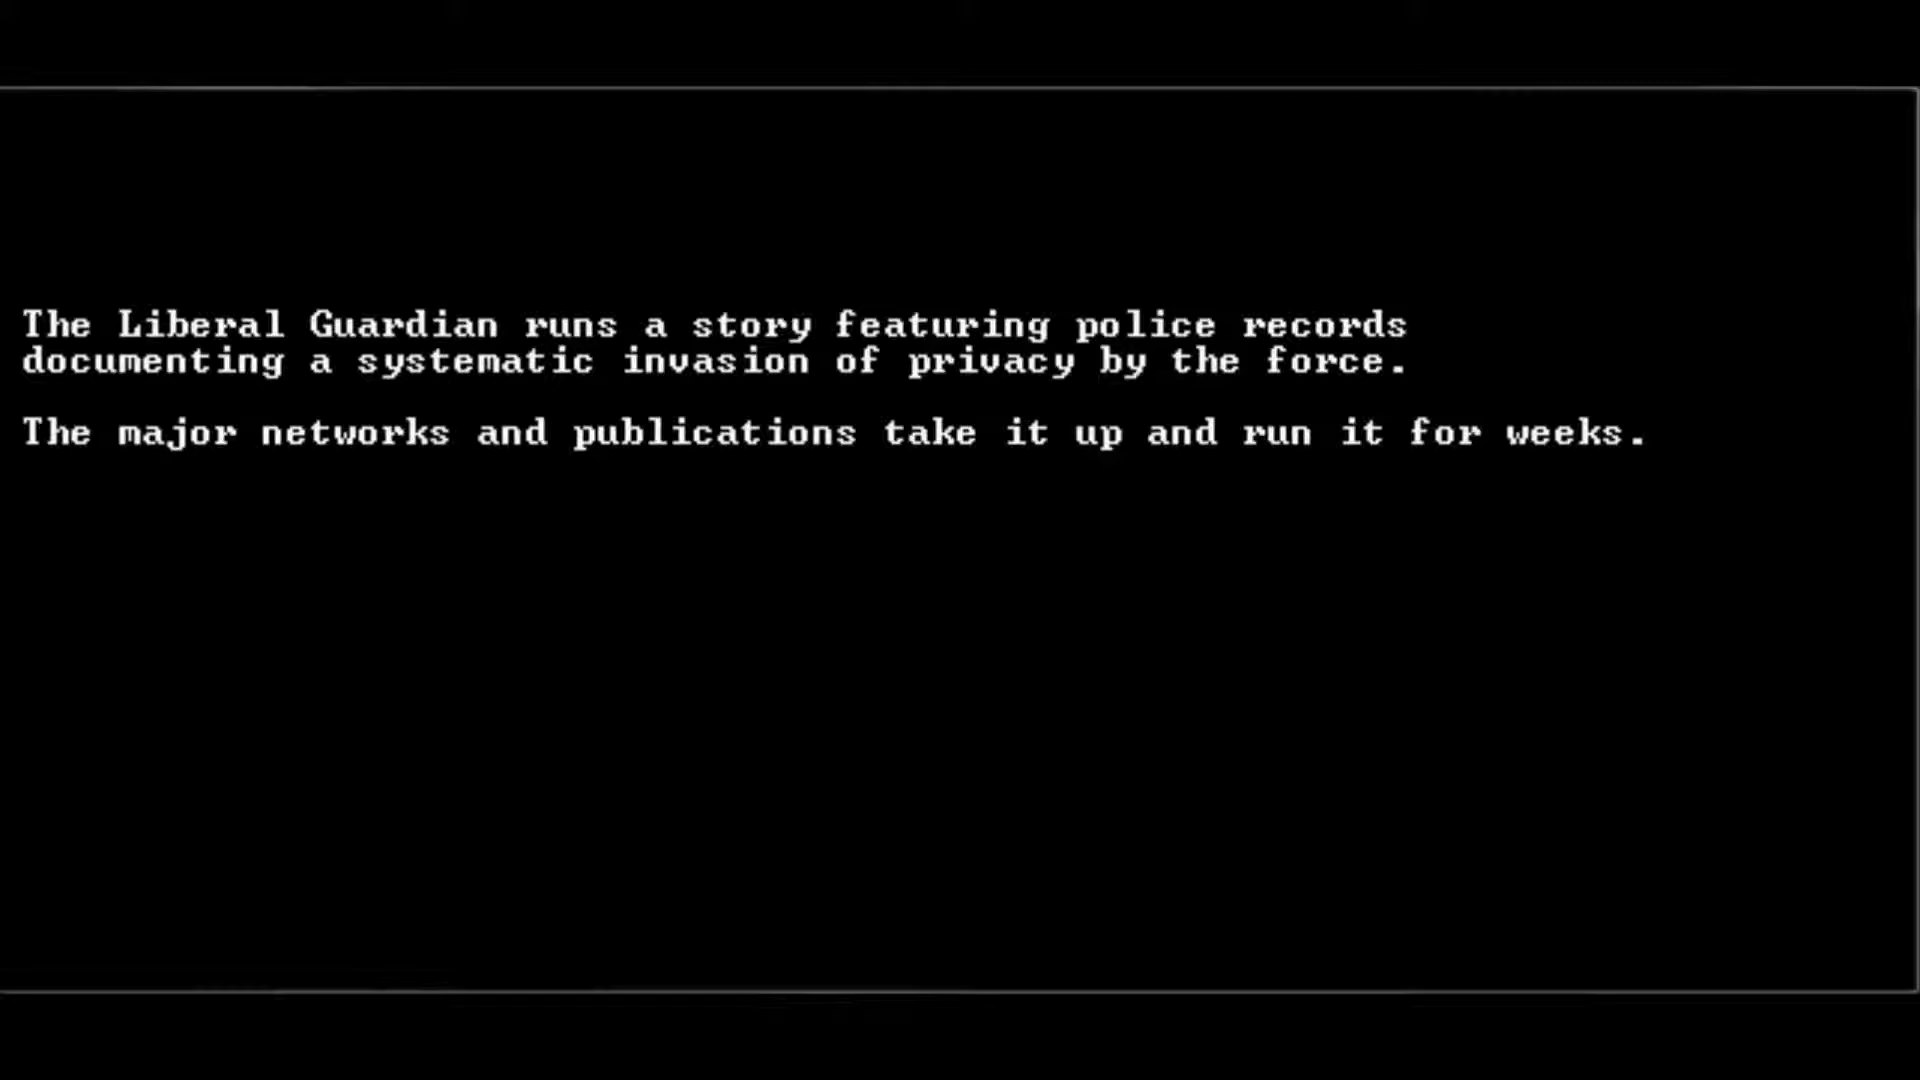 The Liberal Guardian runs a story featuring police records
documenting a systematic invasion of privacy by the force.
The major networks and publications take it up and run it for weeks.